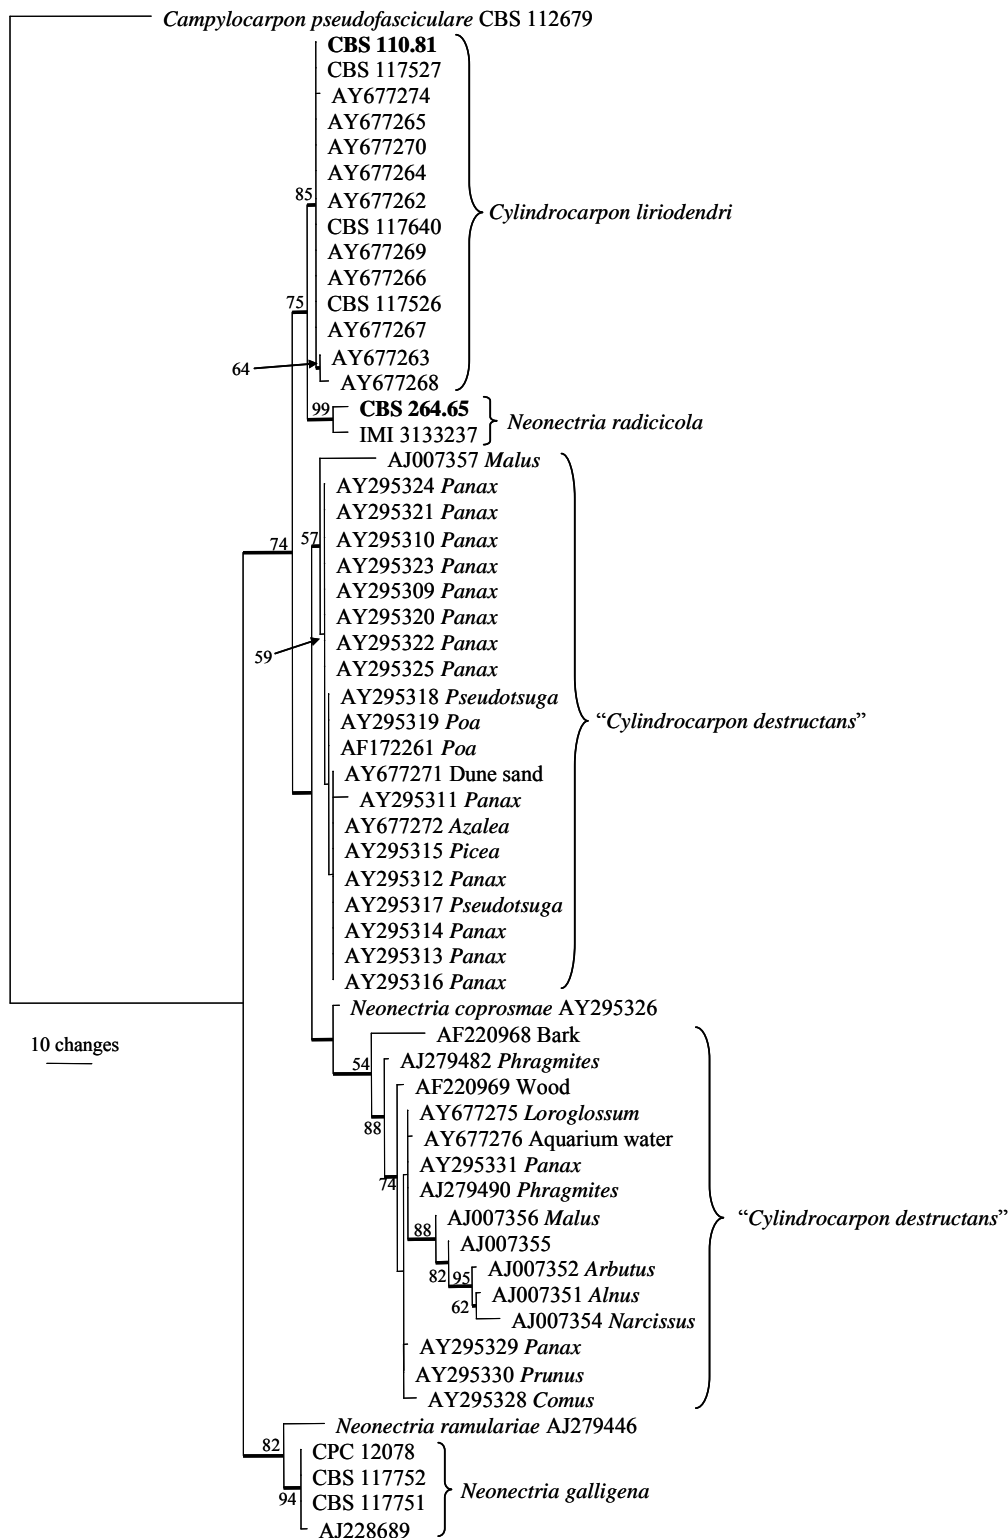 Campylocarpon pseudofasciculare CBS 112679
CBS 110.81
CBS 117527
AY677274
AY677265
AY677270
AY677264
85
AY677262
Cylindrocarpon liriodendri
CBS 117640
AY677269
AY677266
75
CBS 117526
AY677267
AY677263
64
AY677268
99
CBS 264.65
Neonectria radicicola
IMI 3133237
AJ007357 Malus
AY295324 Panax
AY295321 Panax
74
57
AY295310 Panax
AY295323 Panax
AY295309 Panax
AY295320 Panax
59
AY295322 Panax
AY295325 Panax
AY295318 Pseudotsuga
AY295319 Poa
“Cylindrocarpon destructans”
AF172261 Poa
AY677271 Dune sand
AY295311 Panax
AY677272 Azalea
AY295315 Picea
AY295312 Panax
AY295317 Pseudotsuga
AY295314 Panax
AY295313 Panax
AY295316 Panax
Neonectria coprosmae AY295326
10 changes
AF220968 Bark
54
AJ279482 Phragmites
AF220969 Wood
88
AY677275 Loroglossum
AY677276 Aquarium water
AY295331 Panax
74
AJ279490 Phragmites
88
AJ007356 Malus
“Cylindrocarpon destructans”
AJ007355
82
95
AJ007352 Arbutus
62
AJ007351 Alnus
AJ007354 Narcissus
AY295329 Panax
AY295330 Prunus
AY295328 Comus
Neonectria ramulariae AJ279446
82
CPC 12078
CBS 117752
Neonectria galligena
94
CBS 117751
AJ228689